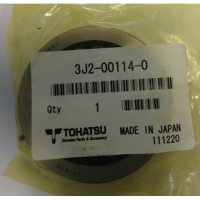 3J2-00114-0
Qty 1
TOHATSU
Genuine Parts & Accessory
MADE IN JAPAN
111220